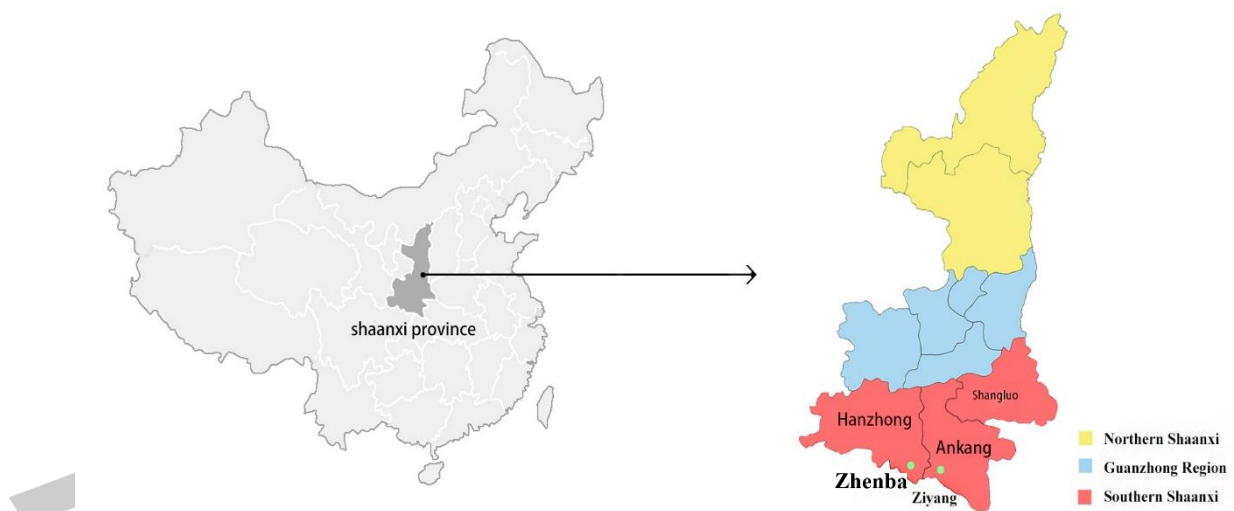 shaanxi province
Shangluo
Hanzhong
Ankang
Zhenba
Ziyang
Northern Shaanxi
Guanzhong Region
Southern Shaanxi